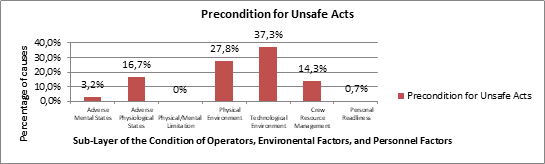 Precondition for Unsafe Acts
Percentage of causes
40,0%
30,0%
20,0%
10,0%
0,0%
3,2%
16,7%
0%
27,8%
37,3%
14,3%
0,7%
Adverse
Mental States
Adverse
Physiological
States
Physical/Mental
Limitation
Physical
Environment
Technological
Environment
Crew
Resource
Management
Personal
Readliness
Precondition for Unsafe Acts
Sub-Layer of the Condition of Operators, Enviromental Factors, and Personnel Factors